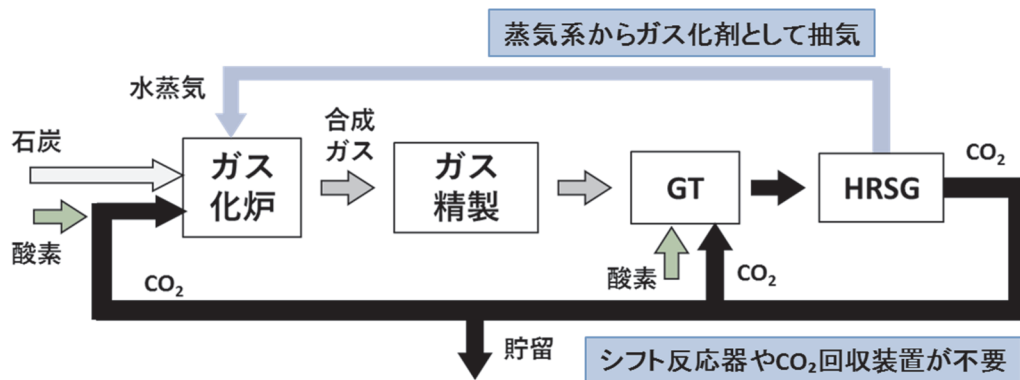 蒸気系からガス化剤として抽気
水蒸気
石炭
酸素
ガス
化炉
合成
ガス
ガス
精製
GT
酸素
CO₂
HRSG
CO₂
CO₂
貯留
シフト反応器やCO₂回収装置が不要